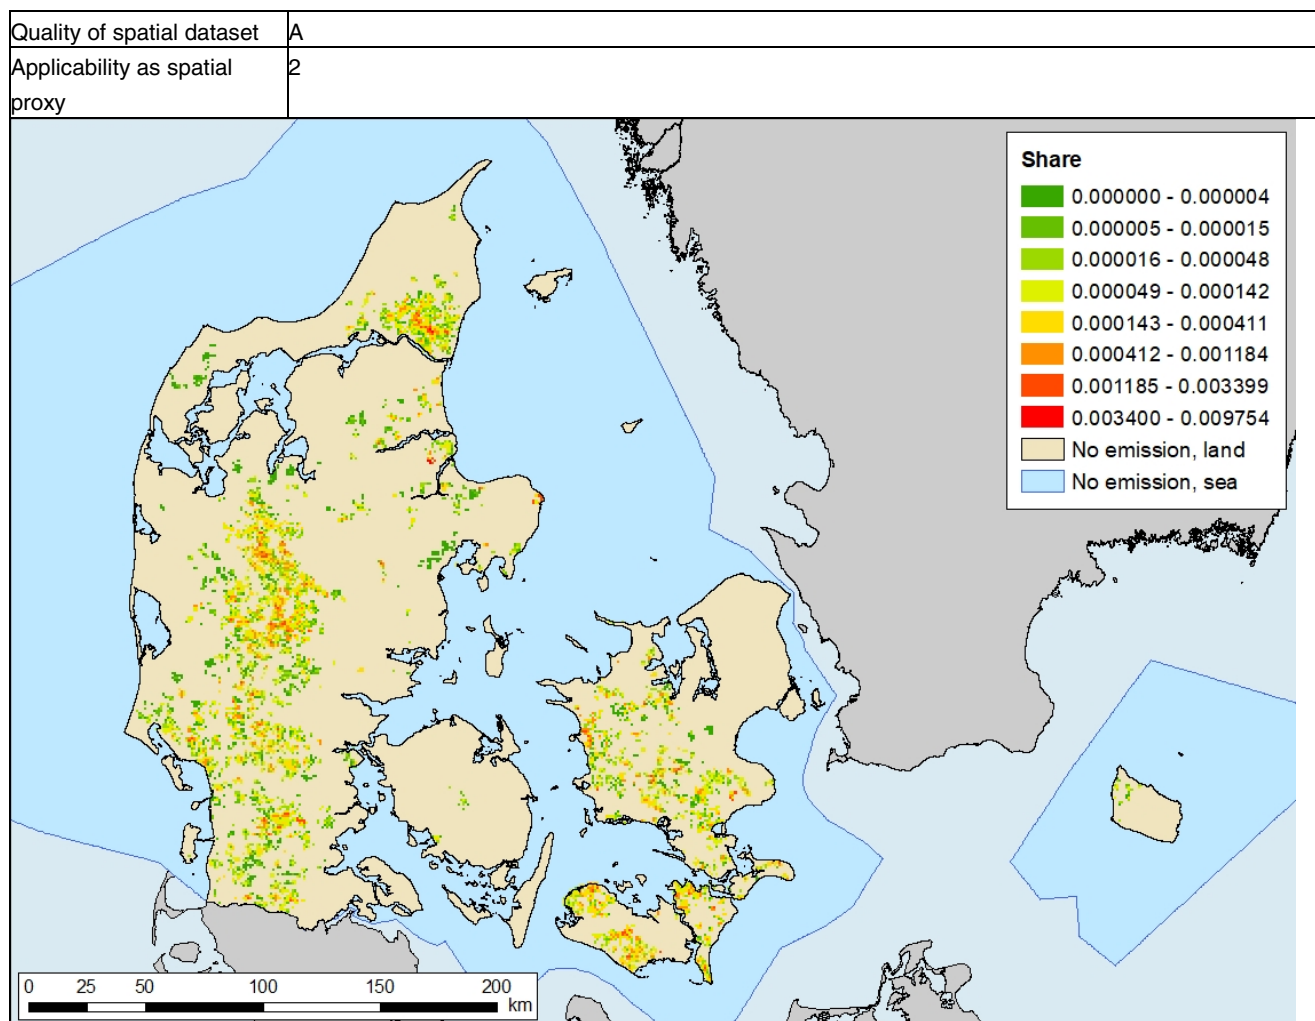 Quality of spatial dataset A
Applicability as spatial 2
proxy
Share
0.000000 - 0.000004
0.000005 - 0.000015
0.000016 - 0.000048
0.000049 - 0.000142
0.000143 - 0.000411
0.000412 - 0.001184
0.001185 - 0.003399
0.003400 - 0.009754
No emission, land
No emission, sea
0 25 50 100 150 200
km